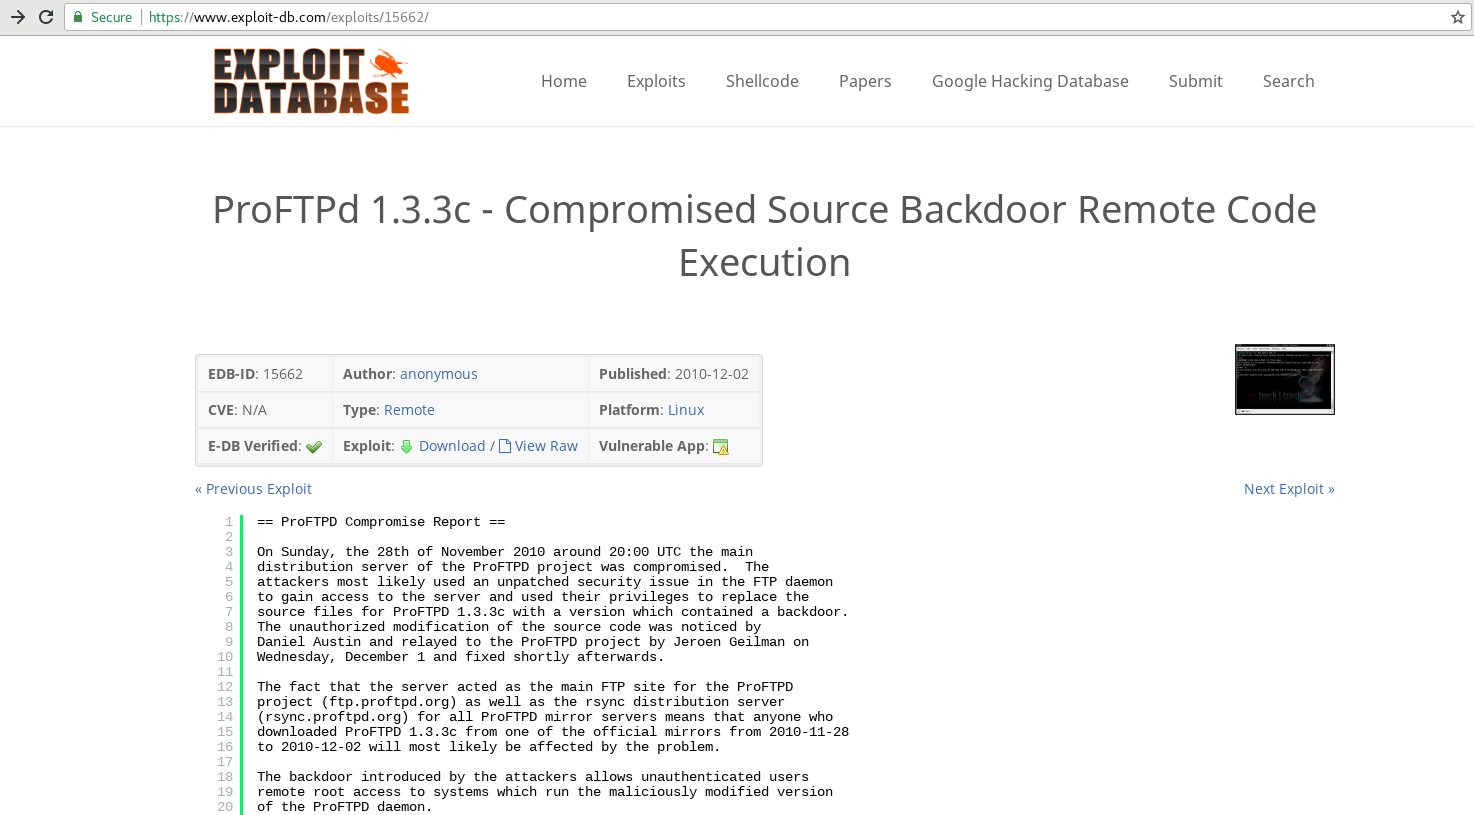 Secure https://www.exploit-db.com/exploits/15662/
EXPLOIT DATABASE
Home Exploits Shellcode Papers Google Hacking Database Submit Search
ProFTPd 1.3.3c - Compromised Source Backdoor Remote Code
Execution
EDB-ID: 15662 Author: anonymous Published: 2010-12-02
CVE: N/A Type: Remote Platform: Linux
E-DB Verified: Exploit: Download / View Raw Vulnerable App:
« Previous Exploit Next Exploit »
1 == ProFTPD Compromise Report ==
2
3 On Sunday, the 28th of November 2010 around 20:00 UTC the main
4 distribution server of the ProFTPD project was compromised.  The
5 attackers most likely used an unpatched security issue in the FTP daemon
6 to gain access to the server and used their privileges to replace the
7 source files for ProFTPD 1.3.3c with a version which contained a backdoor.
8 The unauthorized modification of the source code was noticed by
9 Daniel Austin and relayed to the ProFTPD project by Jeroen Geilman on
10 Wednesday, December 1 and fixed shortly afterwards.
11
12 The fact that the server acted as the main FTP site for the ProFTPD
13 project (ftp.proftpd.org) as well as the rsync distribution server
14 (rsync.proftpd.org) for all ProFTPD mirror servers means that anyone who
15 downloaded ProFTPD 1.3.3c from one of the official mirrors from 2010-11-28
16 to 2010-12-02 will most likely be affected by the problem.
17
18 The backdoor introduced by the attackers allows unauthenticated users
19 remote root access to systems which run the maliciously modified version
20 of the ProFTPD daemon.